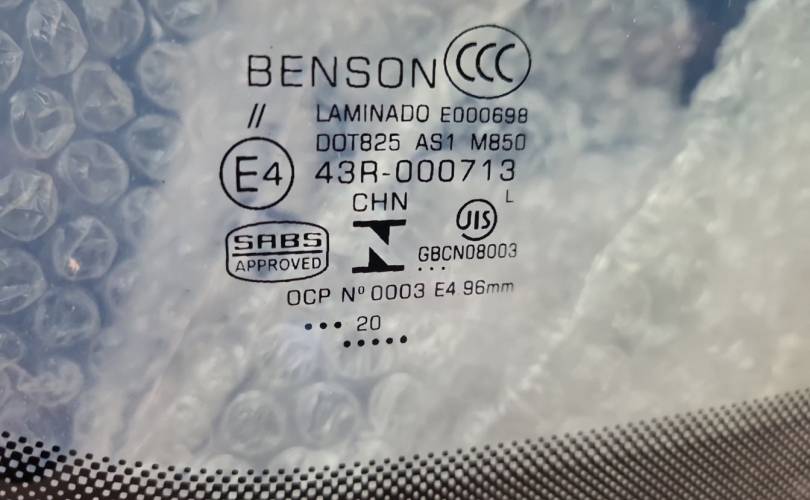 BENSON CCC
// LAMINADO E000698
DOT825 AS1 M850
E4 43R-000713
CHN L
SABS JIS
APPROVED GBCN08003
OCP Nº 0003 E4.96mm
••• 20
•••••